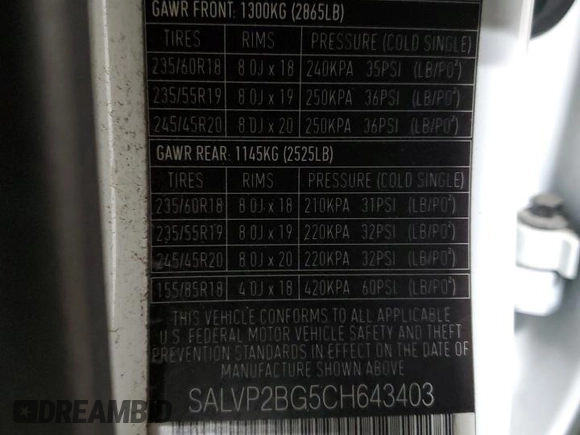 GAWR FRONT: 1300KG (2865LB)
TIRES RIMS PRESSURE (COLD SINGLE)
235/60R18 8.0J x 18 240KPA 35PSI (LB/PO²)
235/55R19 8.0J x 19 250KPA 36PSI (LB/PO²)
245/45R20 8.0J x 20 250KPA 36PSI (LB/PO²)
GAWR REAR: 1145KG (2525LB)
TIRES RIMS PRESSURE (COLD SINGLE)
235/60R18 8.0J x 18 210KPA 31PSI (LB/PO²)
235/55R19 8.0J x 19 220KPA 32PSI (LB/PO²)
245/45R20 8.0J x 20 220KPA 32PSI (LB/PO²)
155/85R18 4.0J x 18 420KPA 60PSI (LB/PO²)
THIS VEHICLE CONFORMS TO ALL APPLICABLE
U.S. FEDERAL MOTOR VEHICLE SAFETY AND THEFT
PREVENTION STANDARDS IN EFFECT ON THE DATE OF
MANUFACTURE SHOWN ABOVE
SALVP2BG5CH643403
DREAMBID